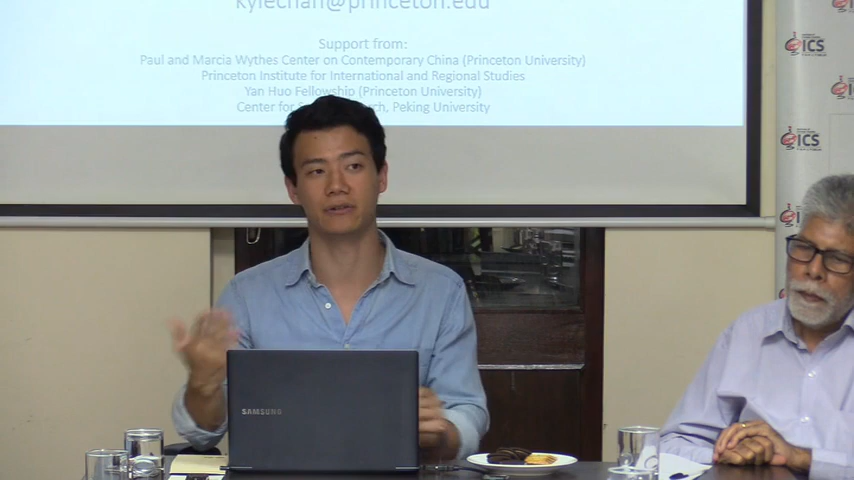 kylechan@princeton.edu
Support from:
Paul and Marcia Wythes Center on Contemporary China (Princeton University)
Princeton Institute for International and Regional Studies
Yan Huo Fellowship (Princeton University)
Center for
Peking University
ICS
ICS
SAMSUNG